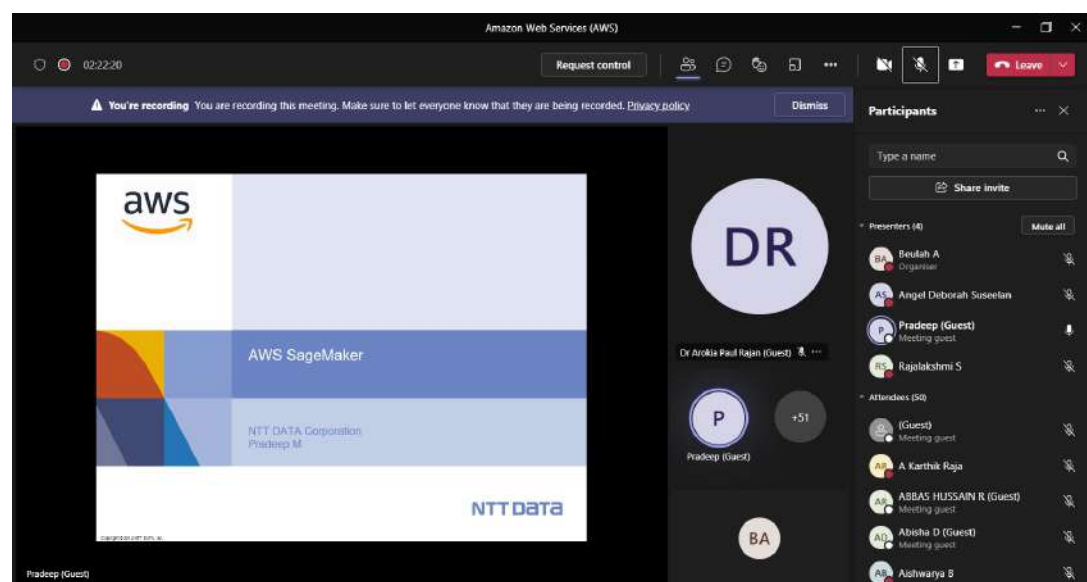 Amazon Web Services (AWS)
02:22:20
Request control
Leave
You're recording You are recording this meeting. Make sure to let everyone know that they are being recorded. Privacy policy
Dismiss
aws
AWS SageMaker
NTT DATA Corporation
Pradeep M
NTT DATA
Pradeep (Guest)
DR
Dr Arokia Paul Rajan (Guest)
P
+51
Pradeep (Guest)
BA
Participants
Type a name
Share invite
Presenters (4)
Mute all
BA
Beulah A
Organiser
AS
Angel Deborah Suseelan
P
Pradeep (Guest)
Meeting guest
RS
Rajalakshmi S
Attendees (50)
(Guest)
Meeting guest
A Karthik Raja
ABBAS HUSSAIN R (Guest)
Meeting guest
AD
Abisha D (Guest)
Meeting guest
AB
Aishwarya B